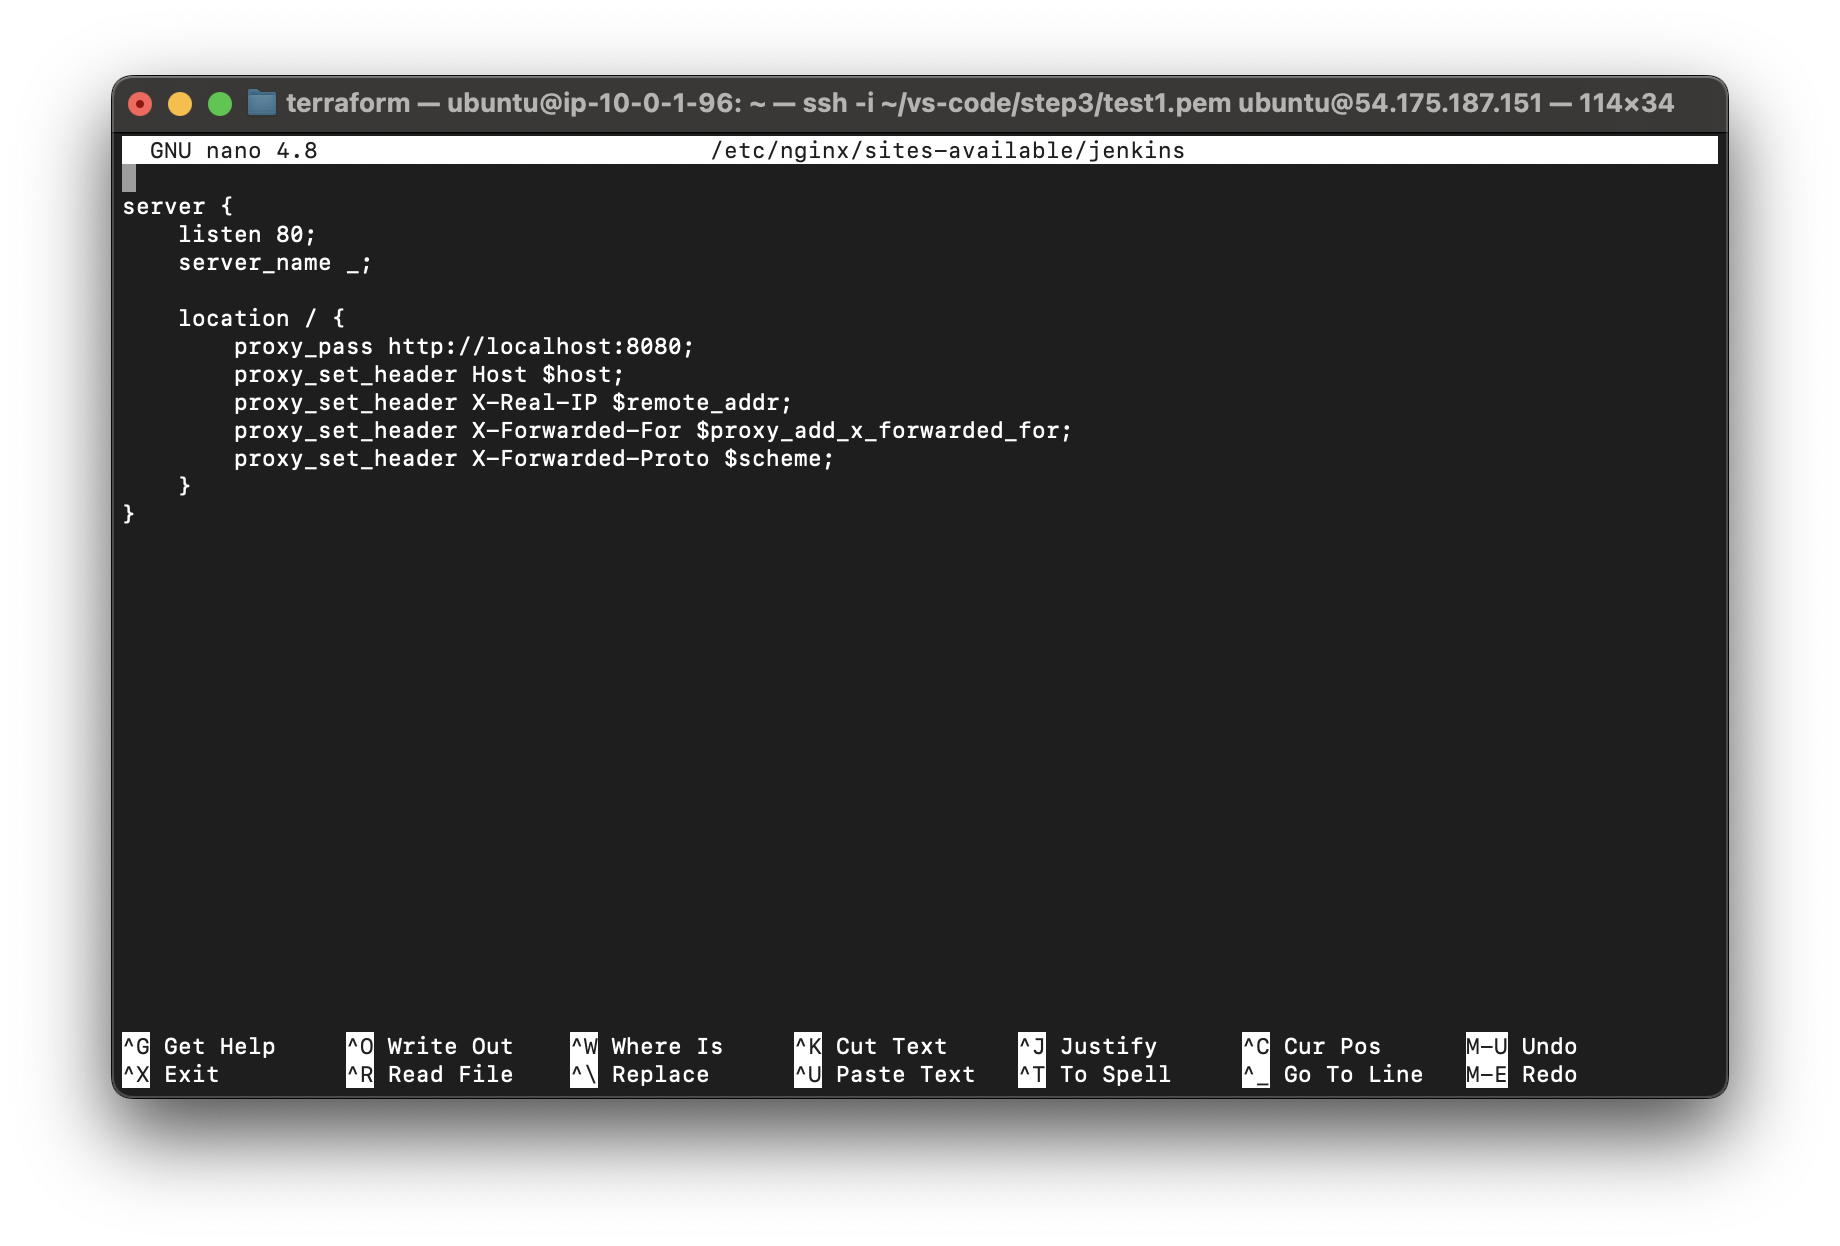 terraform — ubuntu@ip-10-0-1-96: ~ — ssh -i ~/vs-code/step3/test1.pem ubuntu@54.175.187.151 — 114×34
GNU nano 4.8 /etc/nginx/sites-available/jenkins
server {
    listen 80;
    server_name _;
    location / {
        proxy_pass http://localhost:8080;
        proxy_set_header Host $host;
        proxy_set_header X-Real-IP $remote_addr;
        proxy_set_header X-Forwarded-For $proxy_add_x_forwarded_for;
        proxy_set_header X-Forwarded-Proto $scheme;
    }
}
^G Get Help ^O Write Out ^W Where Is ^K Cut Text ^J Justify ^C Cur Pos M-U Undo
^X Exit ^R Read File ^\ Replace ^U Paste Text ^T To Spell ^_ Go To Line M-E Redo